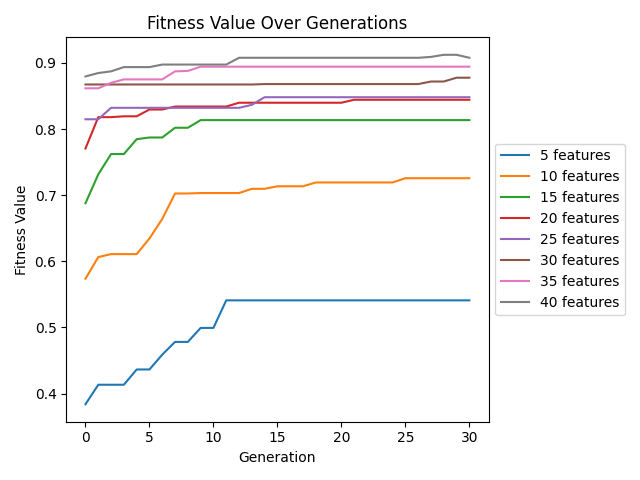 Fitness Value Over Generations
Fitness Value
0.9
0.8
0.7
0.6
0.5
0.4
0 5 10 15 20 25 30
Generation
5 features
10 features
15 features
20 features
25 features
30 features
35 features
40 features